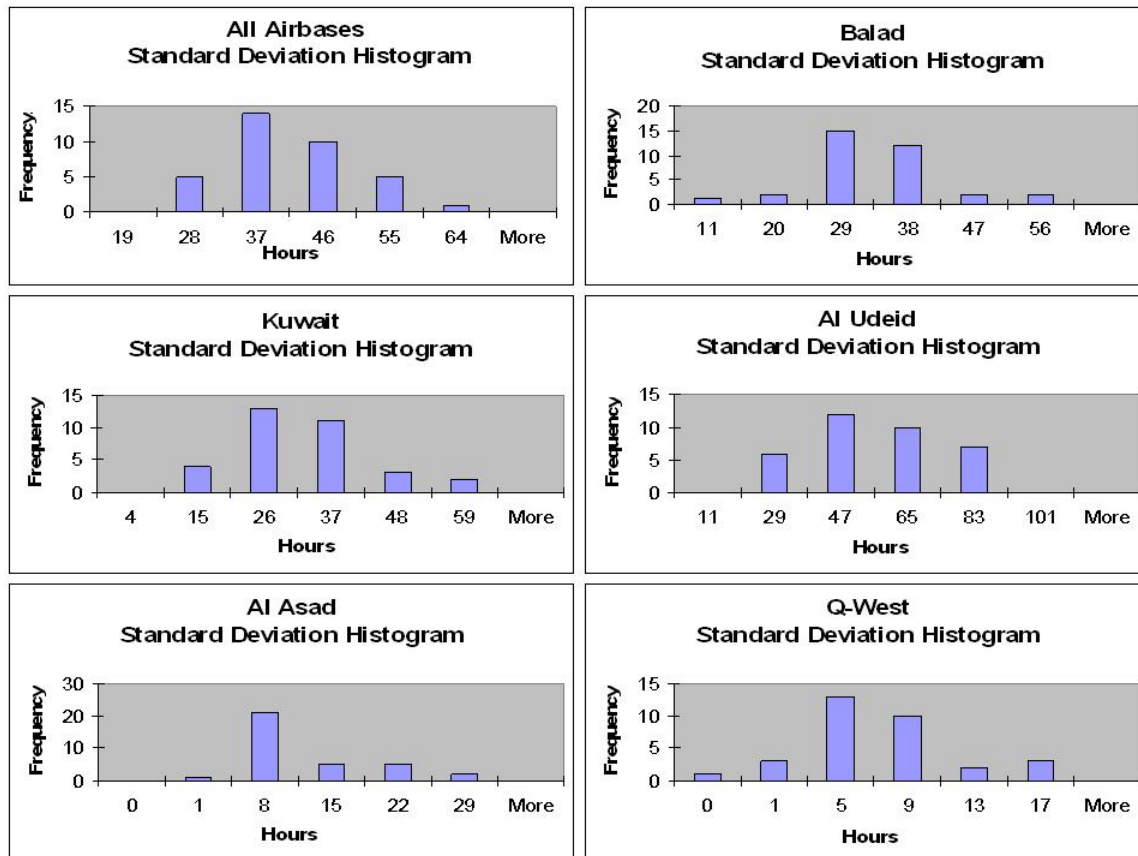 All Airbases
Standard Deviation Histogram
Frequency
15
10
5
0
19 28 37 46 55 64 More
Hours
Balad
Standard Deviation Histogram
Frequency
20
15
10
5
0
11 20 29 38 47 56 More
Hours
Kuwait
Standard Deviation Histogram
Frequency
15
10
5
0
4 15 26 37 48 59 More
Hours
Al Udeid
Standard Deviation Histogram
Frequency
15
10
5
0
11 29 47 65 83 101 More
Hours
Al Asad
Standard Deviation Histogram
Frequency
30
20
10
0
0 1 8 15 22 29 More
Hours
Q-West
Standard Deviation Histogram
Frequency
15
10
5
0
0 1 5 9 13 17 More
Hours